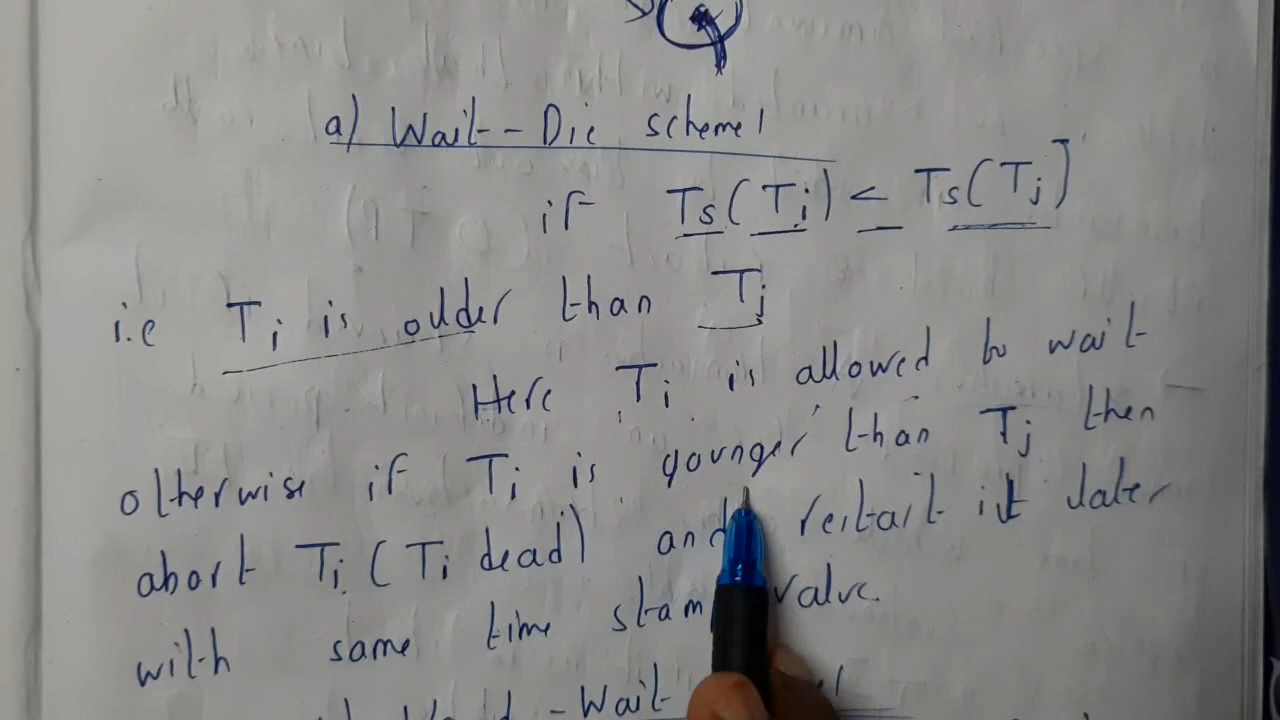 a) Wait-Die scheme
if Ts(Ti) < Ts(Tj)
i.e Ti is oulder than Tj
Here Ti is allowed to wait
otherwise if Ti is younger than Tj then
abort Ti (Ti dead) and restart it later
with same time stamp value.
-Wait